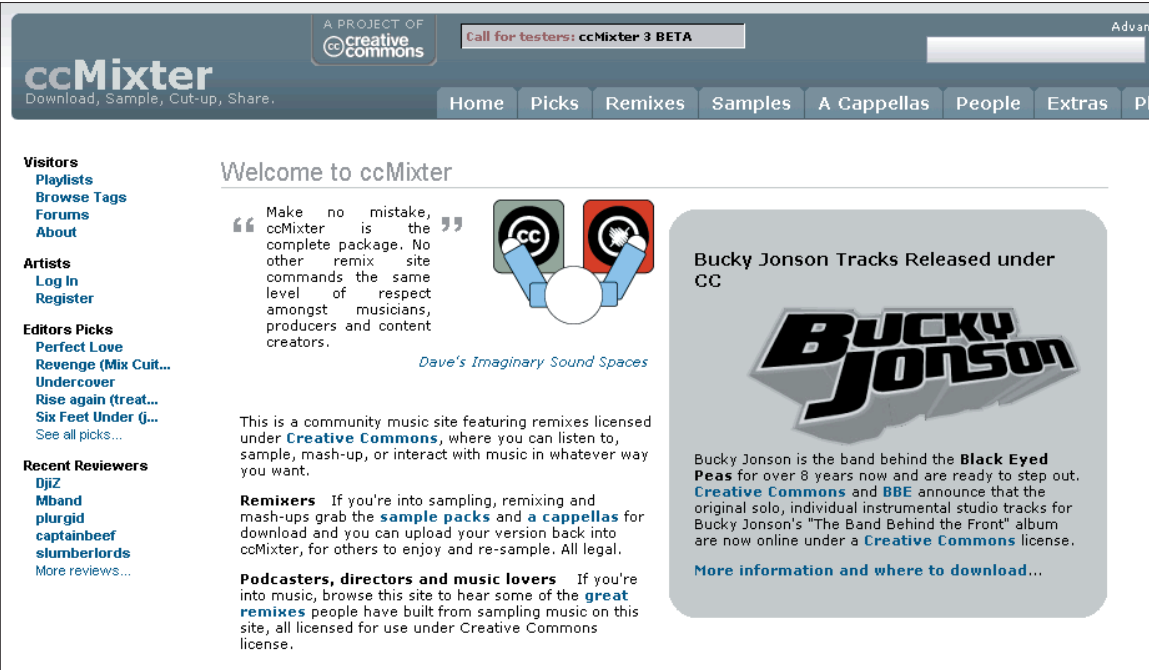 A PROJECT OF
cc creative commons
Call for testers: ccMixter 3 BETA
Advan
ccMixter
Download, Sample, Cut-up, Share.
Home Picks Remixes Samples A Cappellas People Extras Pl
Visitors
Playlists
Browse Tags
Forums
About
Artists
Log In
Register
Editors Picks
Perfect Love
Revenge (Mix Cuit...
Undercover
Rise again (treat...
Six Feet Under (j...
See all picks...
Recent Reviewers
DjiZ
Mband
plurgid
captainbeef
slumberlords
More reviews...
Welcome to ccMixter
“ Make no mistake, ”
ccMixter is the
complete package. No
other remix site
commands the same
level of respect
amongst musicians,
producers and content
creators.
Dave's Imaginary Sound Spaces
cc
This is a community music site featuring remixes licensed
under Creative Commons, where you can listen to,
sample, mash-up, or interact with music in whatever way
you want.
Remixers If you're into sampling, remixing and
mash-ups grab the sample packs and a cappellas for
download and you can upload your version back into
ccMixter, for others to enjoy and re-sample. All legal.
Podcasters, directors and music lovers If you're
into music, browse this site to hear some of the great
remixes people have built from sampling music on this
site, all licensed for use under Creative Commons
license.
Bucky Jonson Tracks Released under
CC
BUCKY
JONSON
Bucky Jonson is the band behind the Black Eyed
Peas for over 8 years now and are ready to step out.
Creative Commons and BBE announce that the
original solo, individual instrumental studio tracks for
Bucky Jonson's "The Band Behind the Front" album
are now online under a Creative Commons license.
More information and where to download...